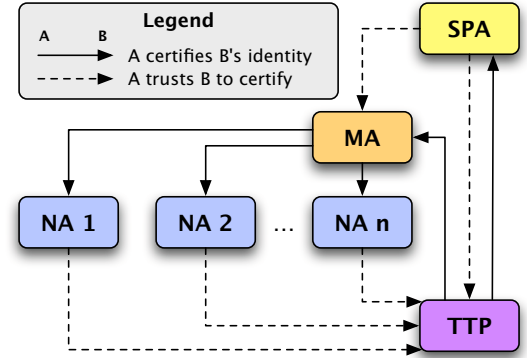 Legend
A B
A certifies B's identity
A trusts B to certify
SPA
MA
NA 1
NA 2
...
NA n
TTP